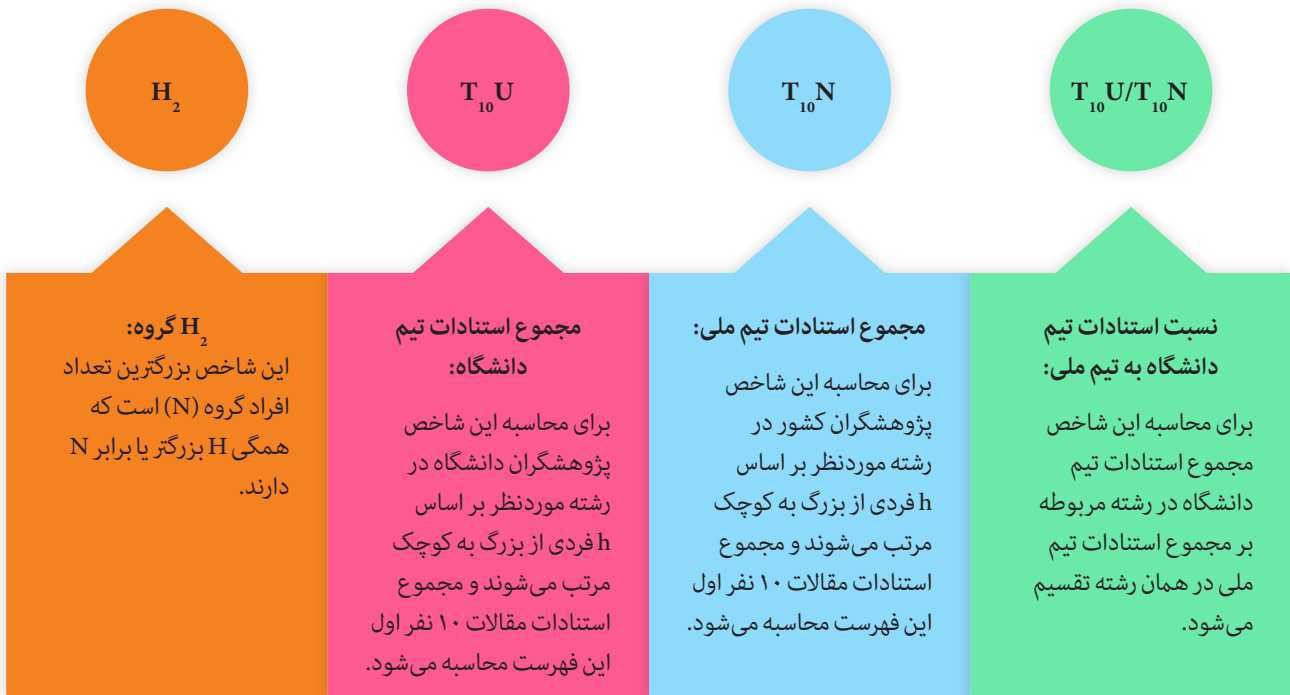 T₁₀U/T₁₀N
T₁₀N
T₁₀U
H₂
نسبت استنادات تیم
دانشگاه به تیم ملی:
برای محاسبه این شاخص
مجموع استنادات تیم
دانشگاه در رشته مربوطه
بر مجموع استنادات تیم
ملی در همان رشته تقسیم
می‌شود.
مجموع استنادات تیم ملی:
برای محاسبه این شاخص
پژوهشگران کشور در
رشته موردنظر بر اساس
h فردی از بزرگ به کوچک
مرتب می‌شوند و مجموع
استنادات مقالات ۱۰ نفر اول
این فهرست محاسبه می‌شود.
مجموع استنادات تیم
دانشگاه:
برای محاسبه این شاخص
پژوهشگران دانشگاه در
رشته موردنظر بر اساس
h فردی از بزرگ به کوچک
مرتب می‌شوند و مجموع
استنادات مقالات ۱۰ نفر اول
این فهرست محاسبه می‌شود.
H₂ گروه:
این شاخص بزرگترین تعداد
افراد گروه (N) است که
همگی H بزرگتر یا برابر N
دارند.